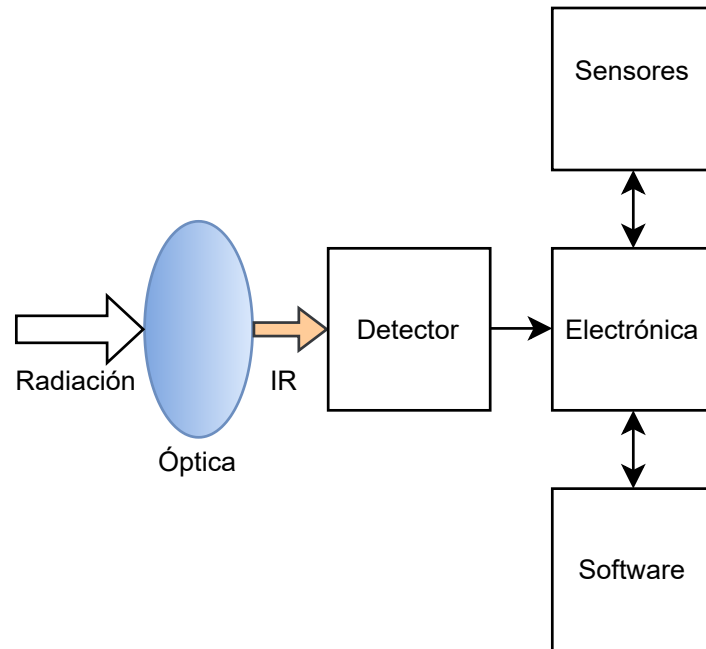 Sensores
Radiación
Óptica
IR
Detector
Electrónica
Software